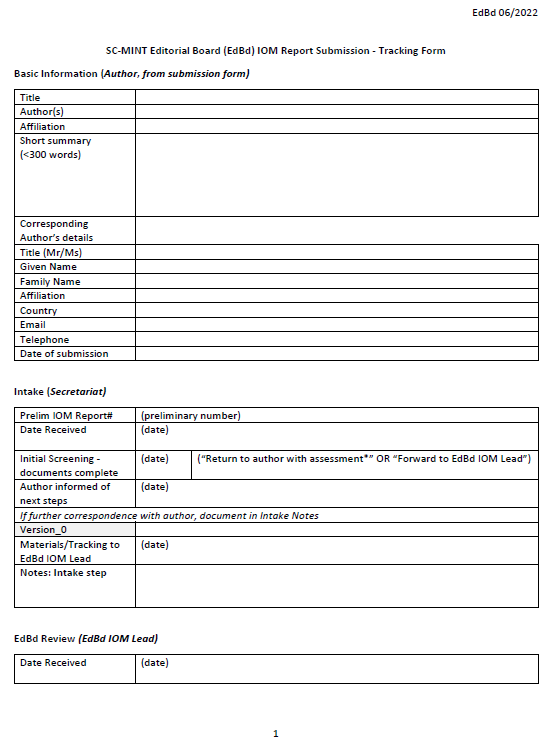 EdBd 06/2022
SC-MINT Editorial Board (EdBd) IOM Report Submission - Tracking Form
Basic Information (Author, from submission form)
Title
Author(s)
Affiliation
Short summary
(<300 words)
Corresponding
Author's details
Title (Mr/Ms)
Given Name
Family Name
Affiliation
Country
Email
Telephone
Date of submission
Intake (Secretariat)
Prelim IOM Report# (preliminary number)
Date Received (date)
Initial Screening - (date) ("Return to author with assessment*" OR "Forward to EdBd IOM Lead")
documents complete
Author informed of (date)
next steps
If further correspondence with author, document in Intake Notes
Version_0
Materials/Tracking to (date)
EdBd IOM Lead
Notes: Intake step
EdBd Review (EdBd IOM Lead)
Date Received (date)
1